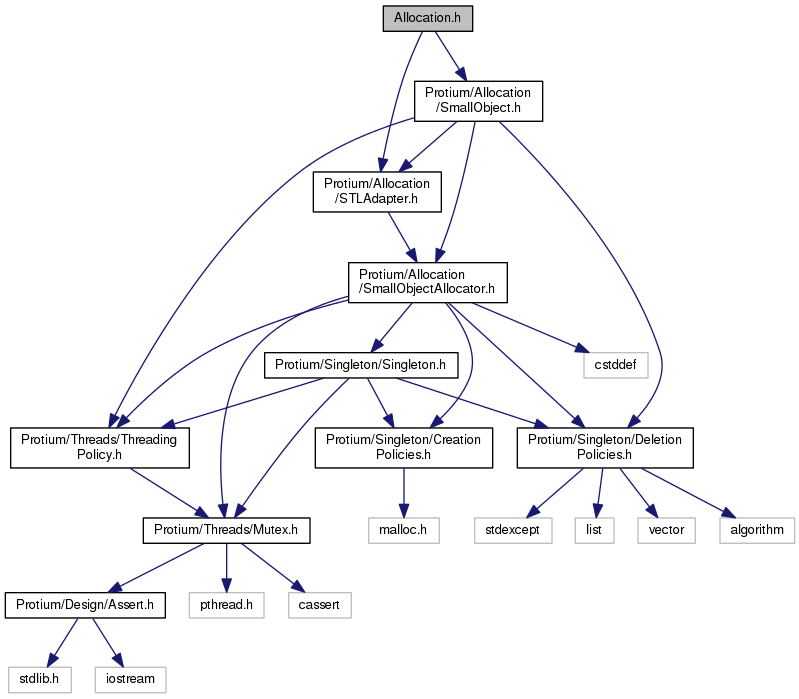 Allocation.h
Protium/Allocation
/SmallObject.h
Protium/Allocation
/STLAdapter.h
Protium/Allocation
/SmallObjectAllocator.h
Protium/Singleton/Singleton.h
cstddef
Protium/Threads/Threading
Policy.h
Protium/Singleton/Creation
Policies.h
Protium/Singleton/Deletion
Policies.h
Protium/Threads/Mutex.h
malloc.h
stdexcept
list
vector
algorithm
Protium/Design/Assert.h
pthread.h
cassert
stdlib.h
iostream